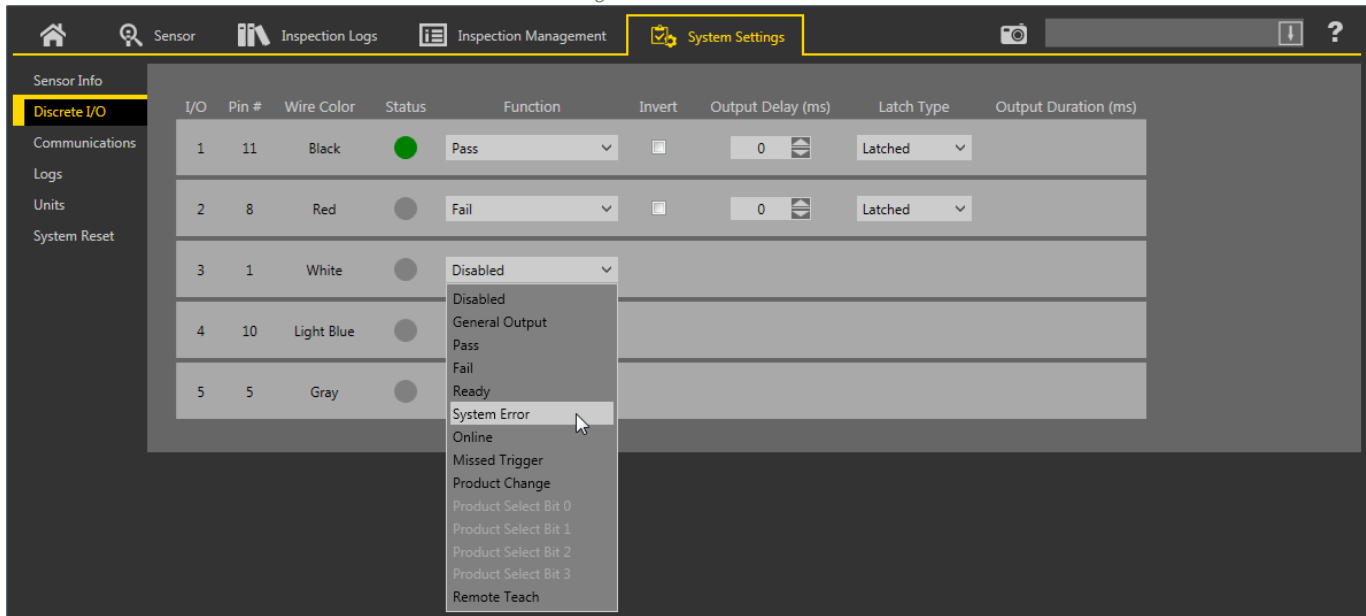 Sensor Inspection Logs Inspection Management System Settings ?
Sensor Info
Discrete I/O
Communications
Logs
Units
System Reset
I/O Pin # Wire Color Status Function Invert Output Delay (ms) Latch Type Output Duration (ms)
1 11 Black Pass 0 Latched
2 8 Red Fail 0 Latched
3 1 White Disabled
4 10 Light Blue
5 5 Gray
Disabled
General Output
Pass
Fail
Ready
System Error
Online
Missed Trigger
Product Change
Product Select Bit 0
Product Select Bit 1
Product Select Bit 2
Product Select Bit 3
Remote Teach